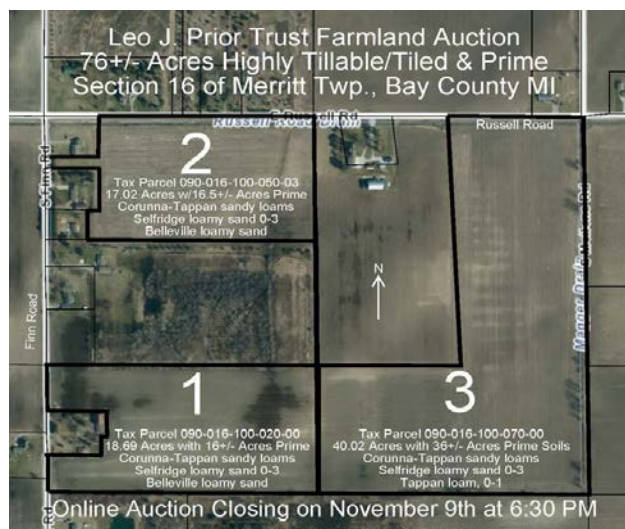 Leo J. Prior Trust Farmland Auction
76+/- Acres Highly Tillable/Tiled & Prime
Section 16 of Merritt Twp., Bay County MI.
Russell Road
2
Tax Parcel 090-016-100-050-03
17.02 Acres w/16.5+/- Acres Prime
Corunna-Tappan sandy loams
Selfridge loamy sand 0-3
Belleville loamy sand
N
Finn Road
1
Tax Parcel 090-016-100-020-00
18.69 Acres with 16+/- Acres Prime
Corunna-Tappan sandy loams
Selfridge loamy sand 0-3
Belleville loamy sand
3
Tax Parcel 090-016-100-070-00
40.02 Acres with 36+/- Acres Prime Soils
Corunna-Tappan sandy loams
Selfridge loamy sand 0-3
Tappan loam, 0-1
Online Auction Closing on November 9th at 6:30 PM